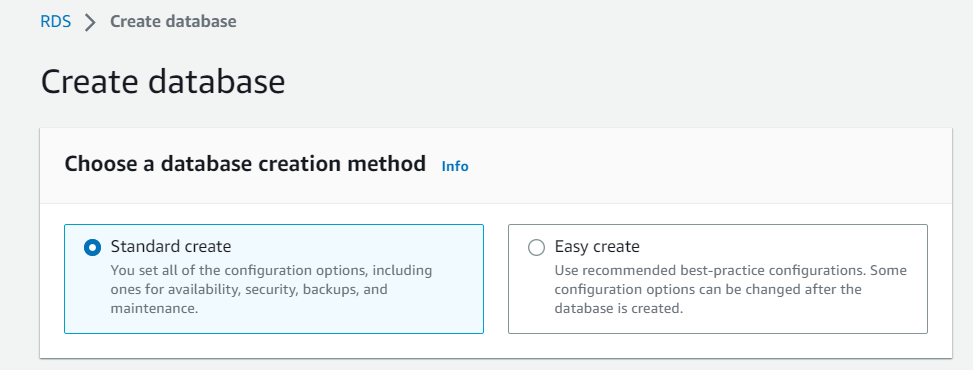 RDS > Create database
Create database
Choose a database creation method Info
Standard create
You set all of the configuration options, including
ones for availability, security, backups, and
maintenance.
Easy create
Use recommended best-practice configurations. Some
configuration options can be changed after the
database is created.